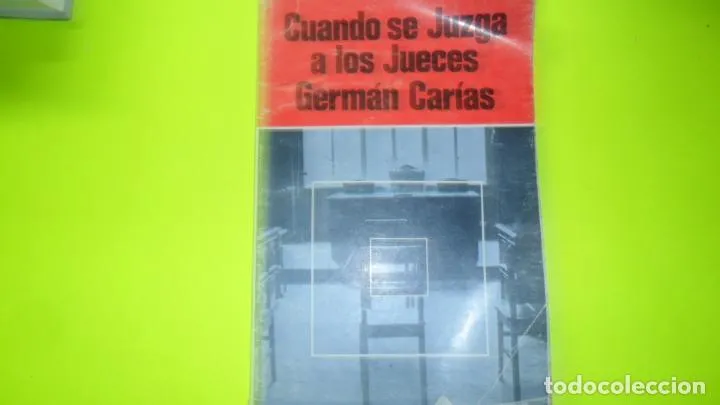 Cuando se Juzga
a los Jueces
Germán Carías
todocoleccion